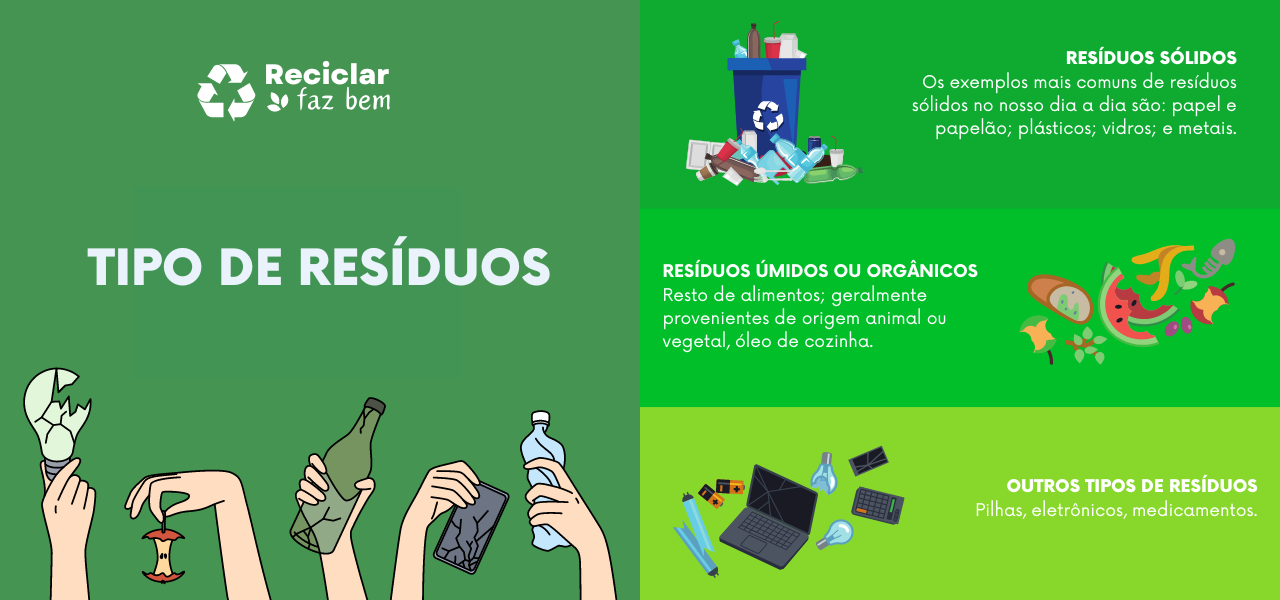 Reciclar
faz bem
TIPO DE RESÍDUOS
RESÍDUOS SÓLIDOS
Os exemplos mais comuns de resíduos
sólidos no nosso dia a dia são: papel e
papelão; plásticos; vidros; e metais.
RESÍDUOS ÚMIDOS OU ORGÂNICOS
Resto de alimentos; geralmente
provenientes de origem animal ou
vegetal, óleo de cozinha.
OUTROS TIPOS DE RESÍDUOS
Pilhas, eletrônicos, medicamentos.